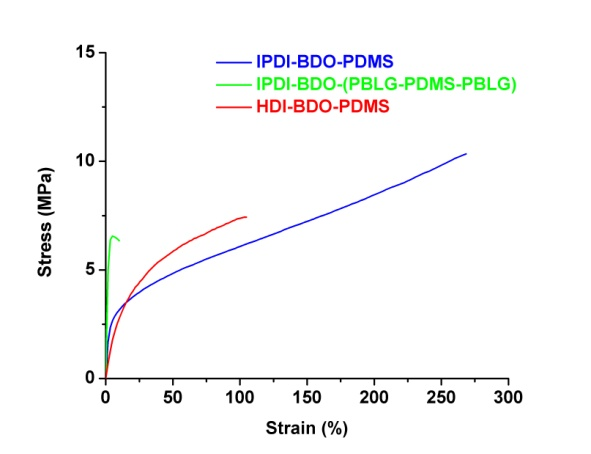 IPDI-BDO-PDMS
IPDI-BDO-(PBLG-PDMS-PBLG)
HDI-BDO-PDMS
15
10
5
0
Stress (MPa)
0 50 100 150 200 250 300
Strain (%)